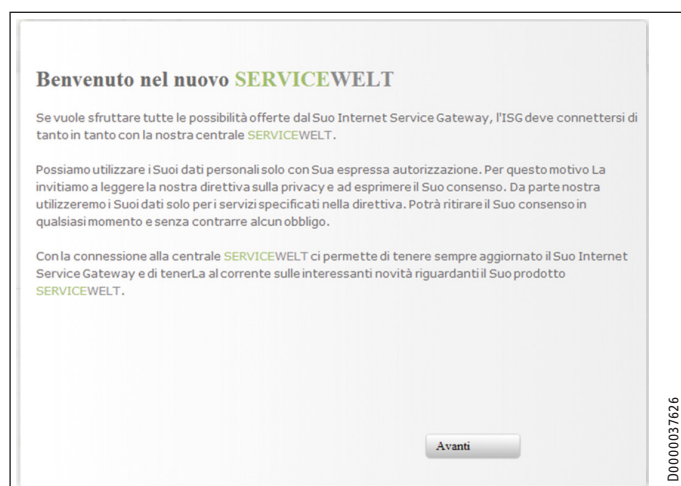 Benvenuto nel nuovo SERVICEWELT
Se vuole sfruttare tutte le possibilità offerte dal Suo Internet Service Gateway, l'ISG deve connettersi di
tanto in tanto con la nostra centrale SERVICEWELT.
Possiamo utilizzare i Suoi dati personali solo con Sua espressa autorizzazione. Per questo motivo La
invitiamo a leggere la nostra direttiva sulla privacy e ad esprimere il Suo consenso. Da parte nostra
utilizzeremo i Suoi dati solo per i servizi specificati nella direttiva. Potrà ritirare il Suo consenso in
qualsiasi momento e senza contrarre alcun obbligo.
Con la connessione alla centrale SERVICEWELT ci permette di tenere sempre aggiornato il Suo Internet
Service Gateway e di tenerLa al corrente sulle interessanti novità riguardanti il Suo prodotto
SERVICEWELT.
Avanti
D0000037626